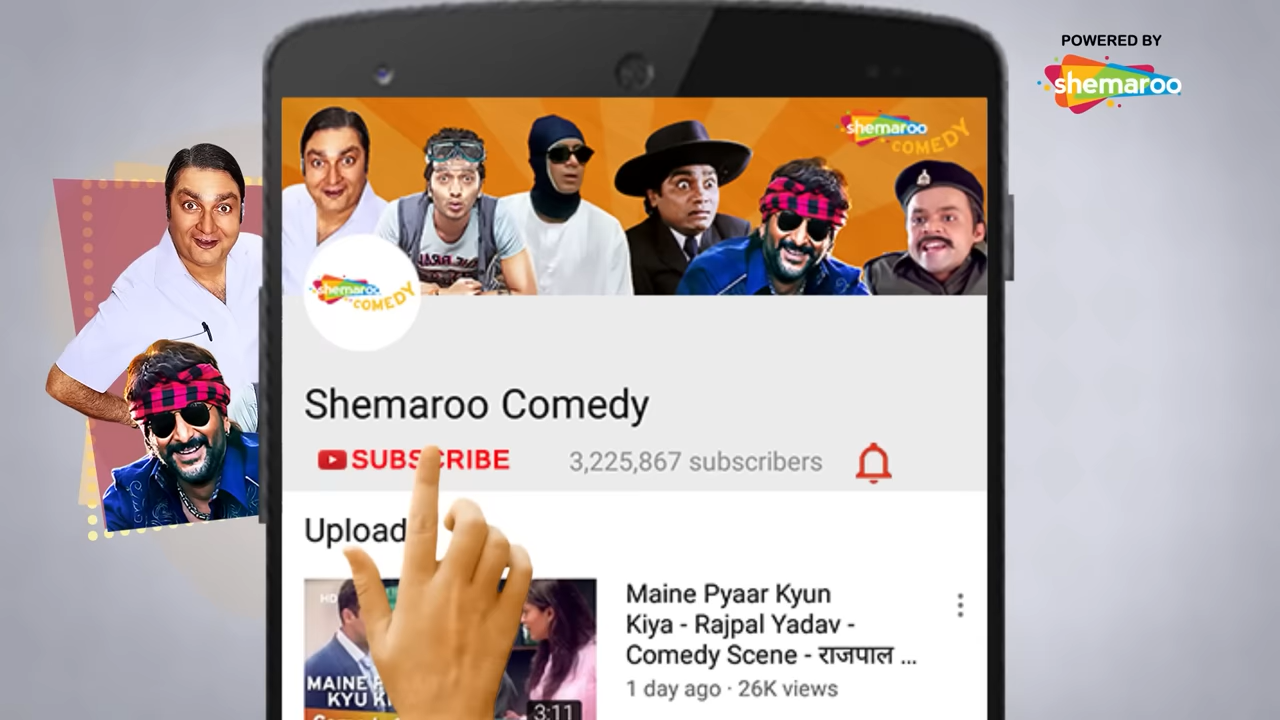 POWERED BY
shemaroo
shemaroo
COMEDY
shemaroo
COMEDY
Shemaroo Comedy
SUBSCRIBE
3,225,867 subscribers
Upload
HD
Maine Pyaar Kyun
Kiya - Rajpal Yadav -
Comedy Scene - राजपाल ...
1 day ago · 26K views
MAINE
KYU
3:11